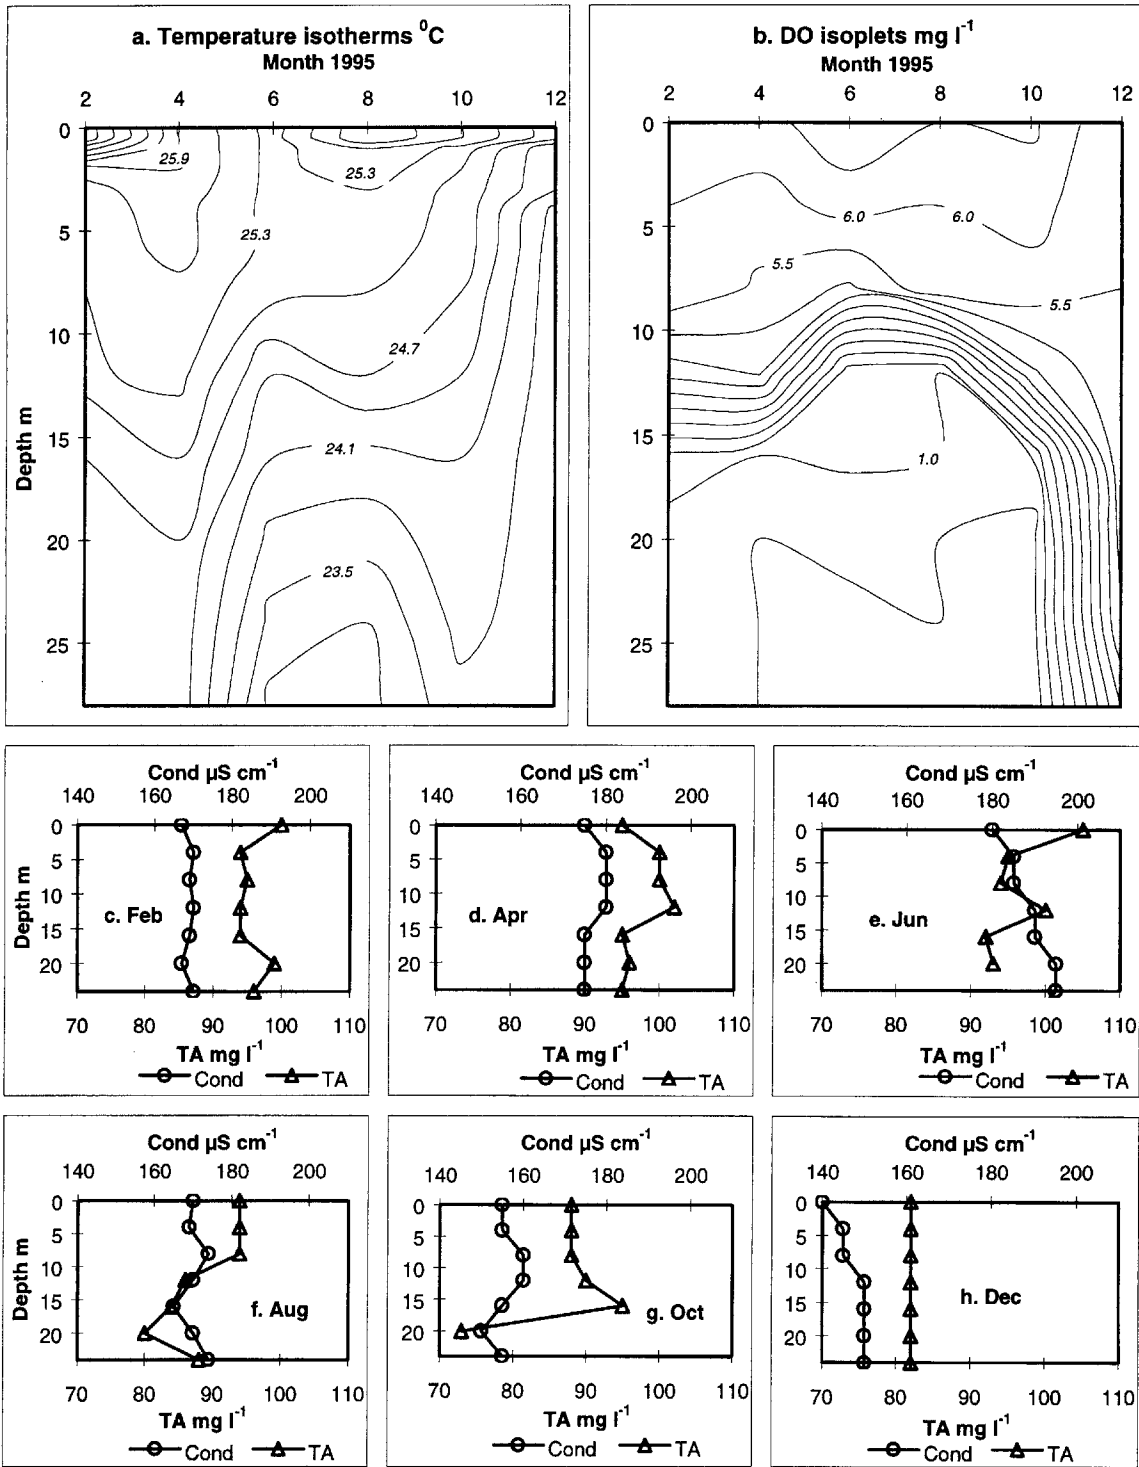 a. Temperature isotherms ⁰C
Month 1995
2 4 6 8 10 12
0
5
10
15
20
25
Depth m
25.9
25.3
25.3
24.7
24.1
23.5
b. DO isoplets mg l⁻¹
Month 1995
2 4 6 8 10 12
0
5
10
15
20
25
6.0 6.0
5.5
5.5
1.0
Cond µS cm⁻¹
140 160 180 200
0
5
10
15
20
Depth m
c. Feb
70 80 90 100 110
TA mg l⁻¹
Cond TA
Cond µS cm⁻¹
140 160 180 200
0
5
10
15
20
d. Apr
70 80 90 100 110
TA mg l⁻¹
Cond TA
Cond µS cm⁻¹
140 160 180 200
0
5
10
15
20
e. Jun
70 80 90 100 110
TA mg l⁻¹
Cond TA
Cond µS cm⁻¹
140 160 180 200
0
5
10
15
20
Depth m
f. Aug
70 80 90 100 110
TA mg l⁻¹
Cond TA
Cond µS cm⁻¹
140 160 180 200
0
5
10
15
20
g. Oct
70 80 90 100 110
TA mg l⁻¹
Cond TA
Cond µS cm⁻¹
140 160 180 200
0
5
10
15
20
h. Dec
70 80 90 100 110
TA mg l⁻¹
Cond TA